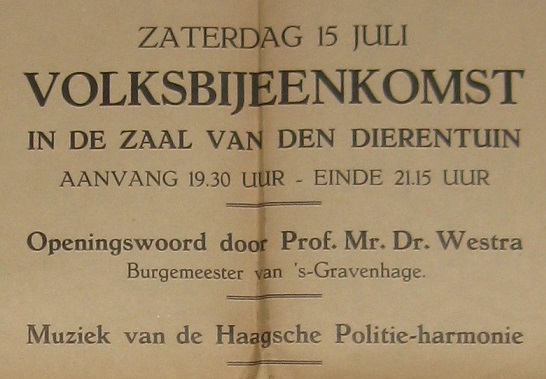 ZATERDAG 15 JULI
VOLKSBIJEENKOMST
IN DE ZAAL VAN DEN DIERENTUIN
AANVANG 19.30 UUR - EINDE 21.15 UUR
Openingswoord door Prof. Mr. Dr. Westra
Burgemeester van 's-Gravenhage.
Muziek van de Haagsche Politie-harmonie